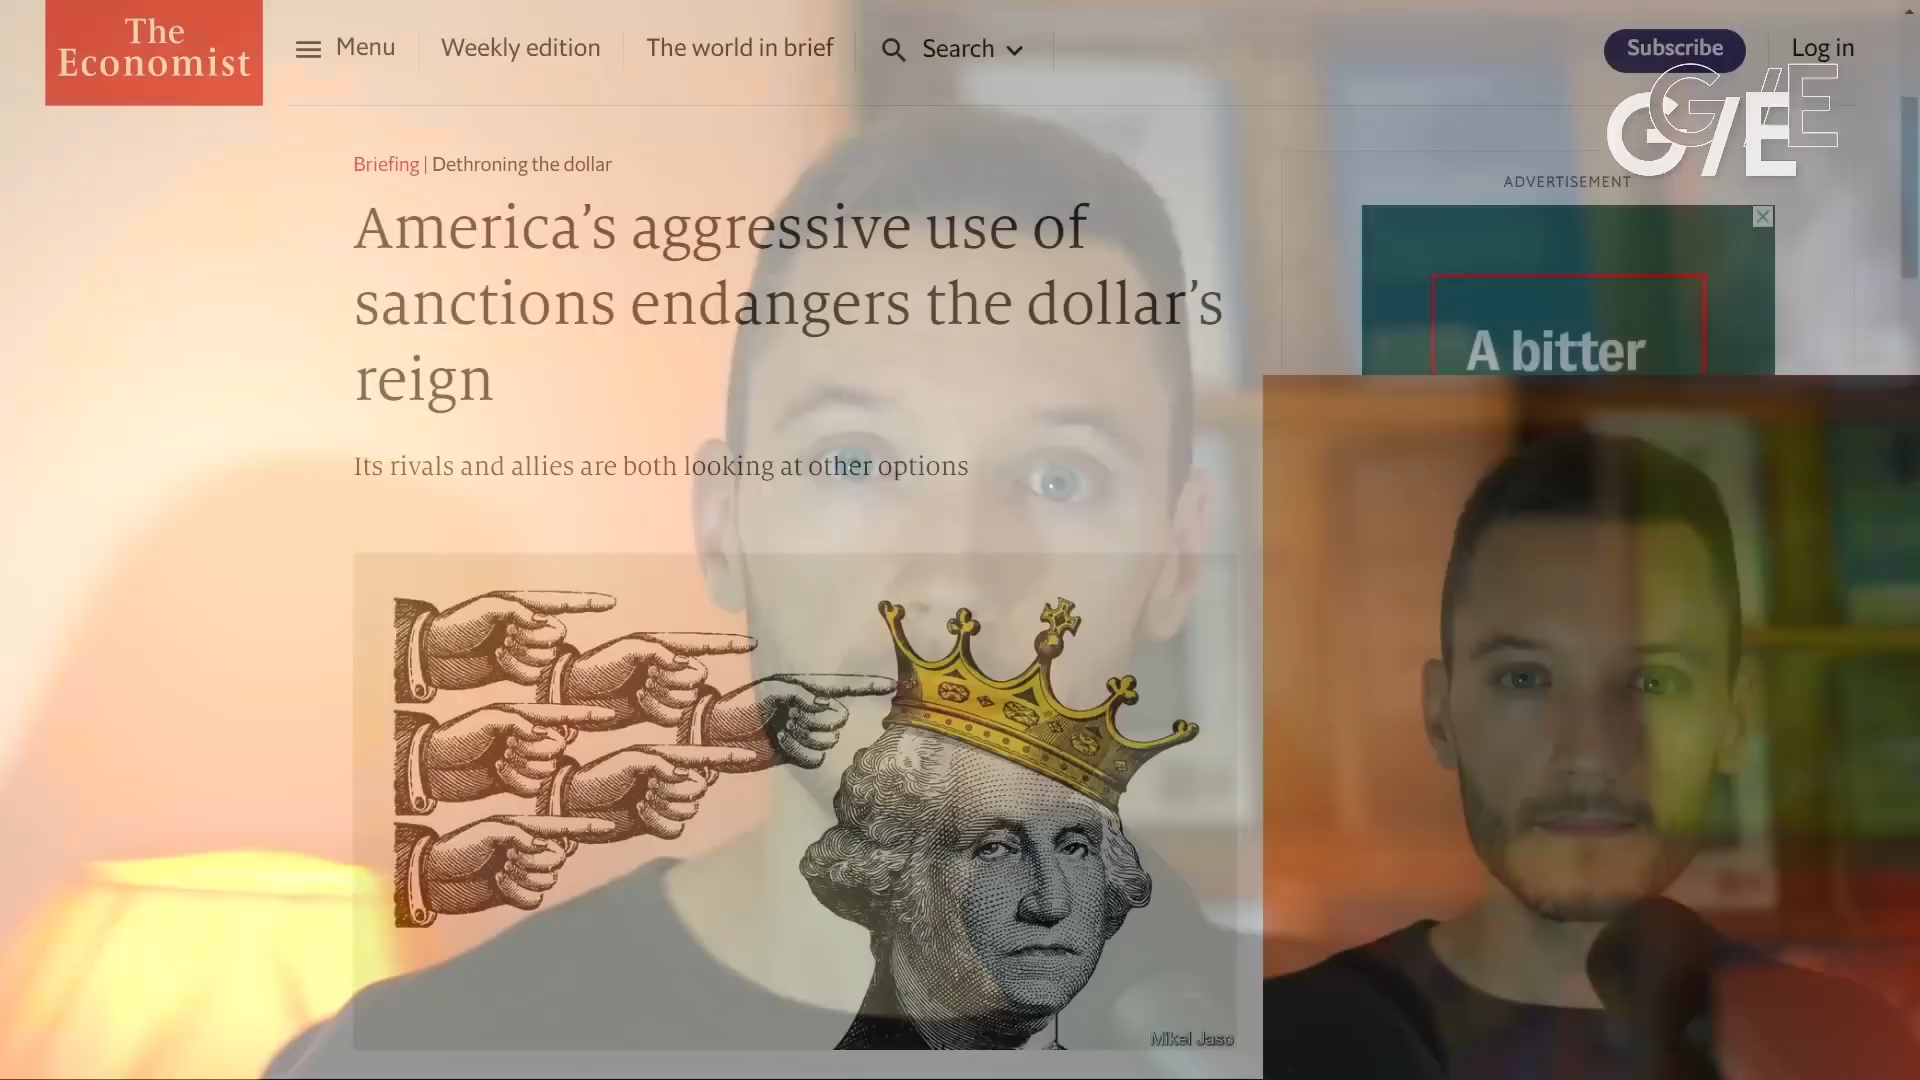 The
Economist
Menu
Weekly edition
The world in brief
Search
Subscribe
Log in
G/E
G/E
Briefing | Dethroning the dollar
ADVERTISEMENT
America’s aggressive use of
sanctions endangers the dollar’s
reign
A bitter
Its rivals and allies are both looking at other options
Mikel Jaso